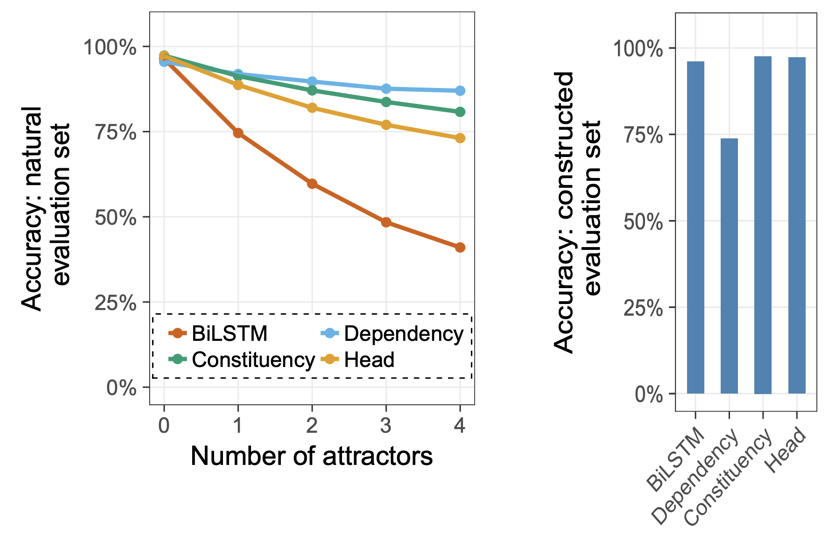 Accuracy: natural
evaluation set
100%
75%
50%
25%
0%
BiLSTM
Dependency
Constituency
Head
0 1 2 3 4
Number of attractors
Accuracy: constructed
evaluation set
100%
75%
50%
25%
0%
BiLSTM
Dependency
Constituency
Head